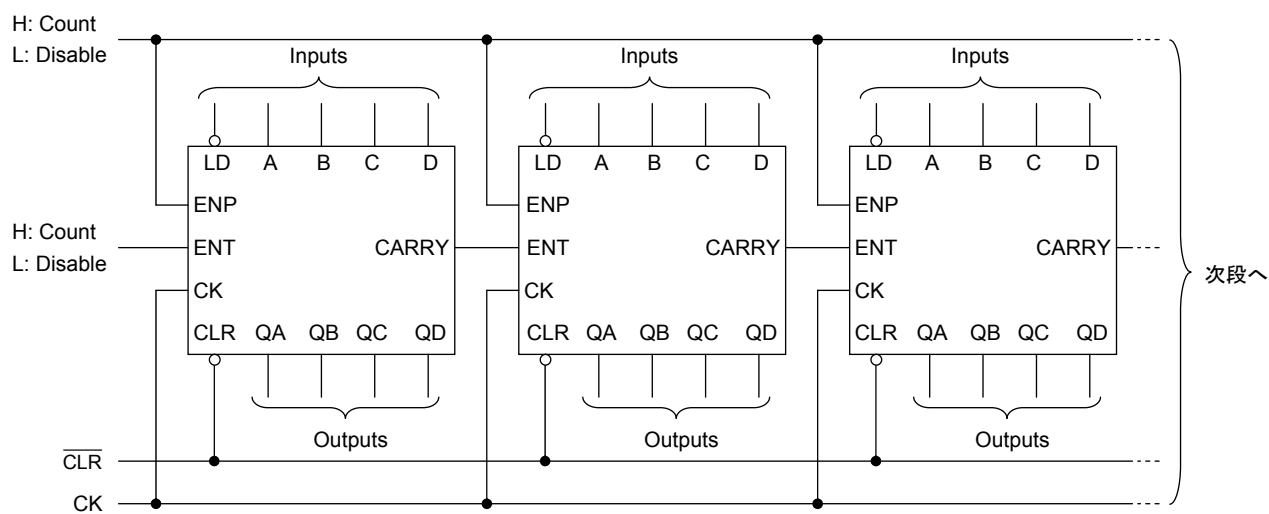 H: Count
L: Disable
Inputs Inputs Inputs
LD A B C D LD A B C D LD A B C D
ENP ENP ENP
H: Count
L: Disable
ENT CARRY ENT CARRY ENT CARRY
次段へ
CK CK CK
CLR QA QB QC QD CLR QA QB QC QD CLR QA QB QC QD
Outputs Outputs Outputs
CLR
CK